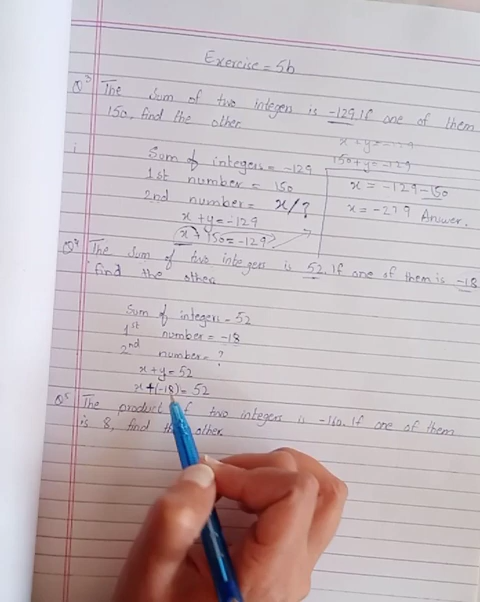 Exercise = 5b
Q3 The sum of two integers is -129. If one of them
150, find the other.
x + y = -129
150 + y = -129
i
Sum of integers = -129
1st number = 150
2nd number = x/?
x + y = -129
x + 150 = -129
x = -129 - 150
x = -279 Answer.
Q4 The sum of two integers is 52. If one of them is -18
find the other.
Sum of integers = 52
1st number = -18
2nd number = ?
x + y = 52
x + (-18) = 52
Q5 The product of two integers is -160. If one of them
is 8, find the other.